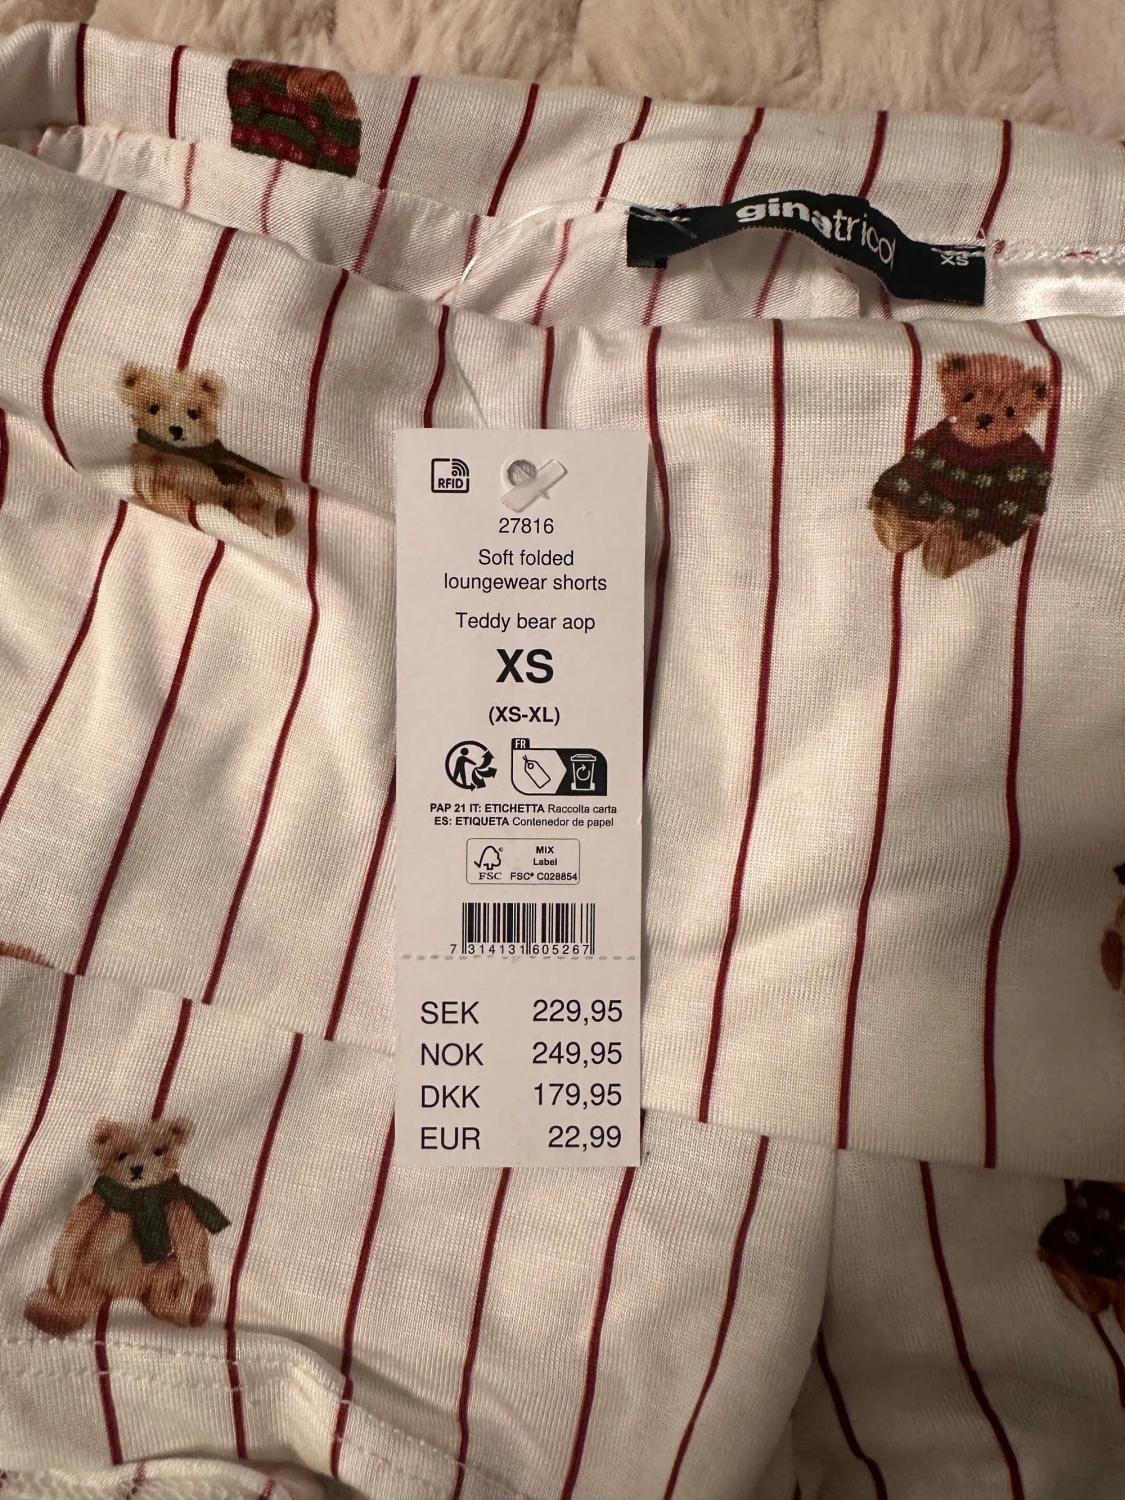 ginatricot
XS
RFID
27816
Soft folded
loungewear shorts
Teddy bear aop
XS
(XS-XL)
FR
PAP 21 IT: ETICHETTA Raccolta carta
ES: ETIQUETA Contenedor de papel
MIX
Label
FSC FSC® C028854
7 314131 605267
SEK 229,95
NOK 249,95
DKK 179,95
EUR 22,99